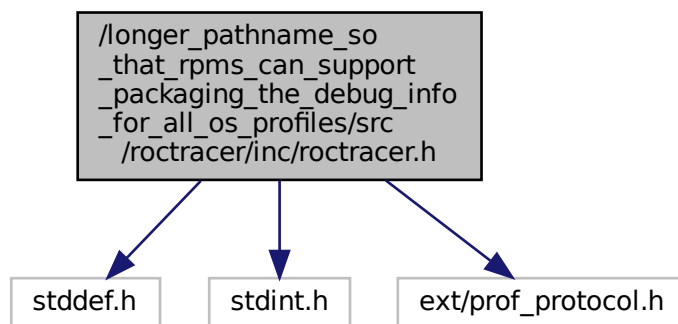 /longer_pathname_so
_that_rpms_can_support
_packaging_the_debug_info
_for_all_os_profiles/src
/roctracer/inc/roctracer.h
stddef.h
stdint.h
ext/prof_protocol.h